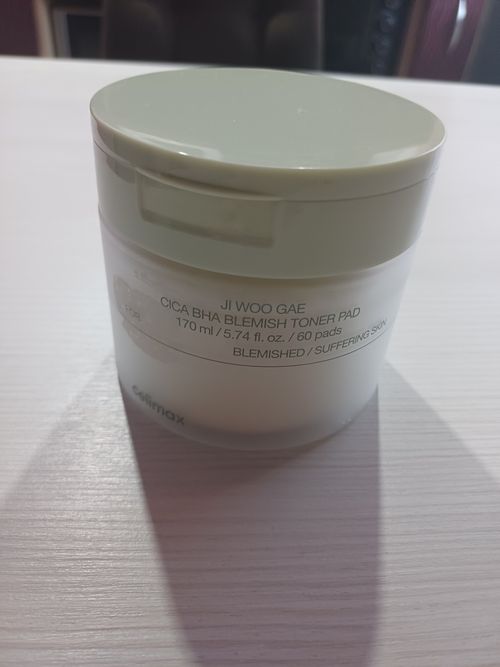 JI WOO GAE
CICA BHA BLEMISH TONER PAD
170 ml / 5.74 fl. oz. / 60 pads
FOR
BLEMISHED / SUFFERING SKIN
celimax